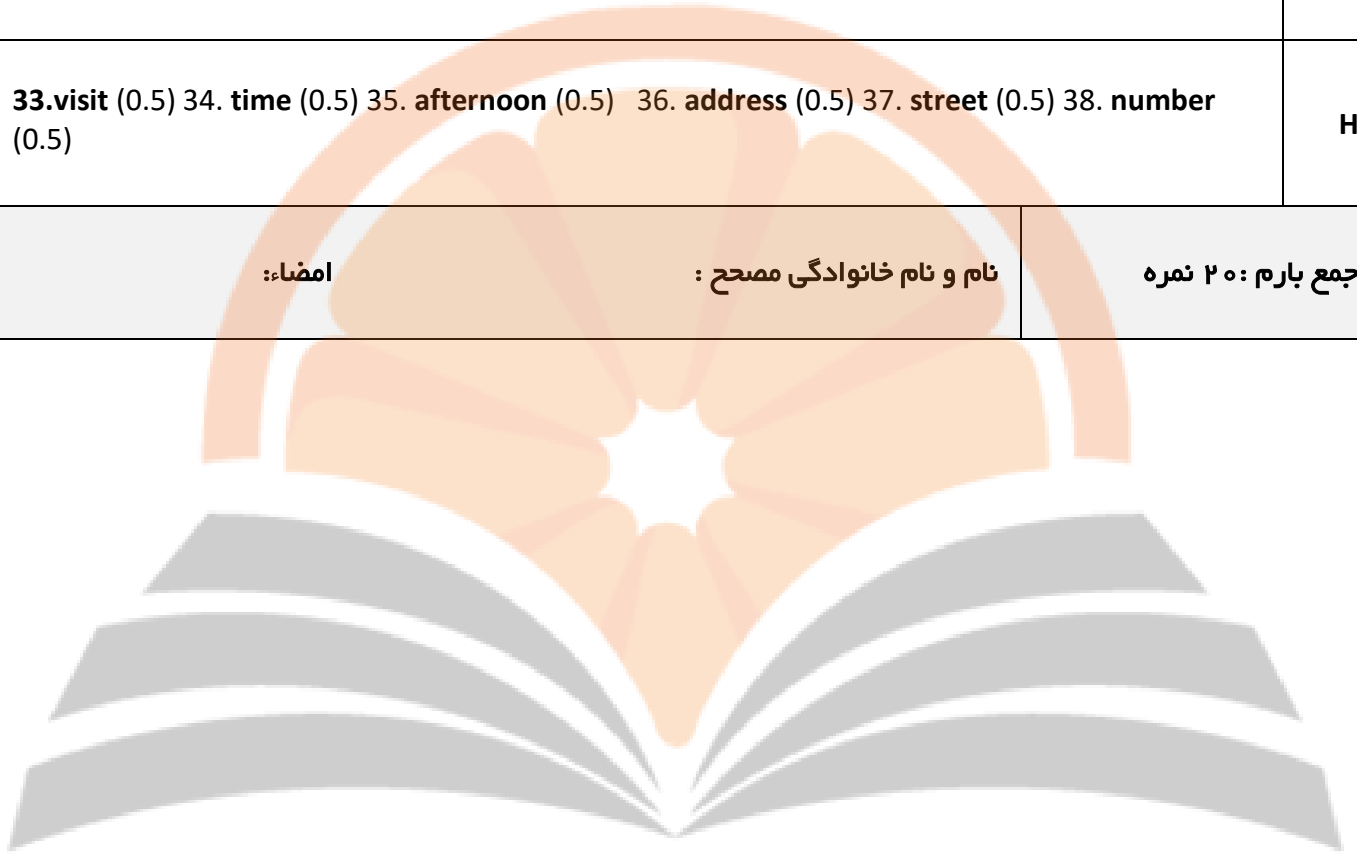 33.visit (0.5) 34. time (0.5) 35. afternoon (0.5) 36. address (0.5) 37. street (0.5) 38. number
(0.5)
H
جمع بارم :۲۰ نمره
نام و نام خانوادگی مصحح :
امضاء: